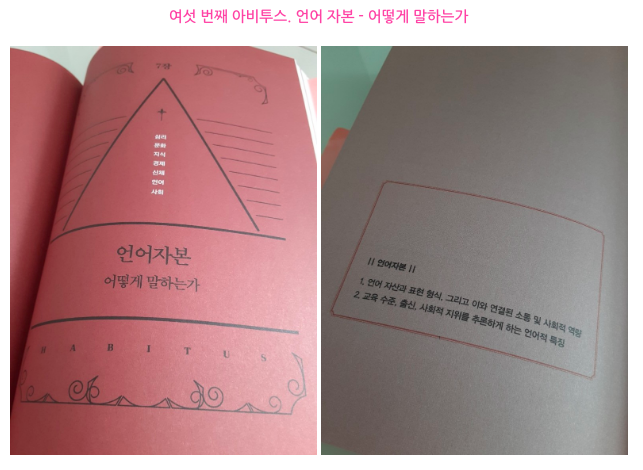 여섯 번째 아비투스. 언어 자본 - 어떻게 말하는가
7장
심리
문화
지식
경제
신체
언어
사회
언어자본
어떻게 말하는가
HABITUS
|| 언어자본 ||
1. 언어 자산과 표현 형식, 그리고 이와 연결된 소통 및 사회적 역량
2. 교육 수준, 출신, 사회적 지위를 추론하게 하는 언어적 특징